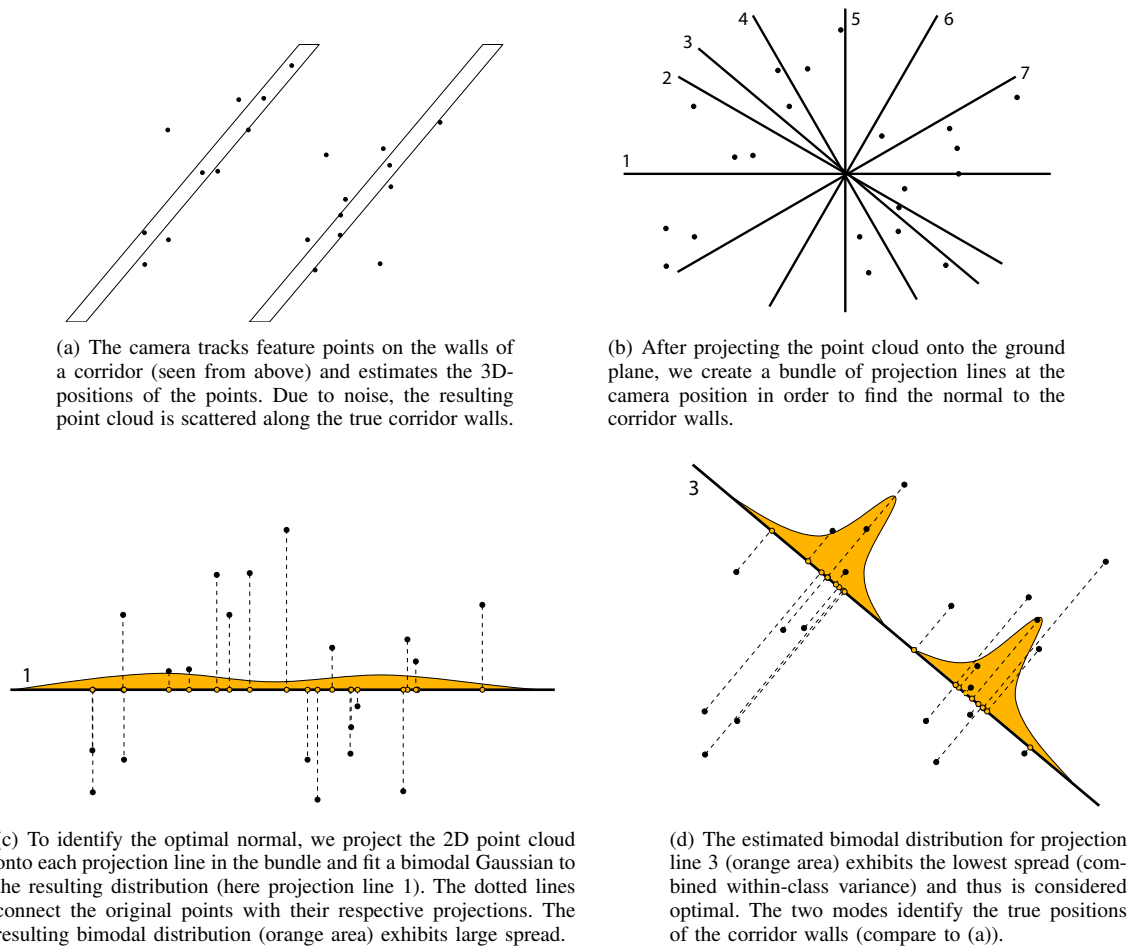 4
5
6
3
2
7
1
(a) The camera tracks feature points on the walls of
a corridor (seen from above) and estimates the 3D-
positions of the points. Due to noise, the resulting
point cloud is scattered along the true corridor walls.
(b) After projecting the point cloud onto the ground
plane, we create a bundle of projection lines at the
camera position in order to find the normal to the
corridor walls.
1
3
(c) To identify the optimal normal, we project the 2D point cloud
onto each projection line in the bundle and fit a bimodal Gaussian to
the resulting distribution (here projection line 1). The dotted lines
connect the original points with their respective projections. The
resulting bimodal distribution (orange area) exhibits large spread.
(d) The estimated bimodal distribution for projection
line 3 (orange area) exhibits the lowest spread (com-
bined within-class variance) and thus is considered
optimal. The two modes identify the true positions
of the corridor walls (compare to (a)).